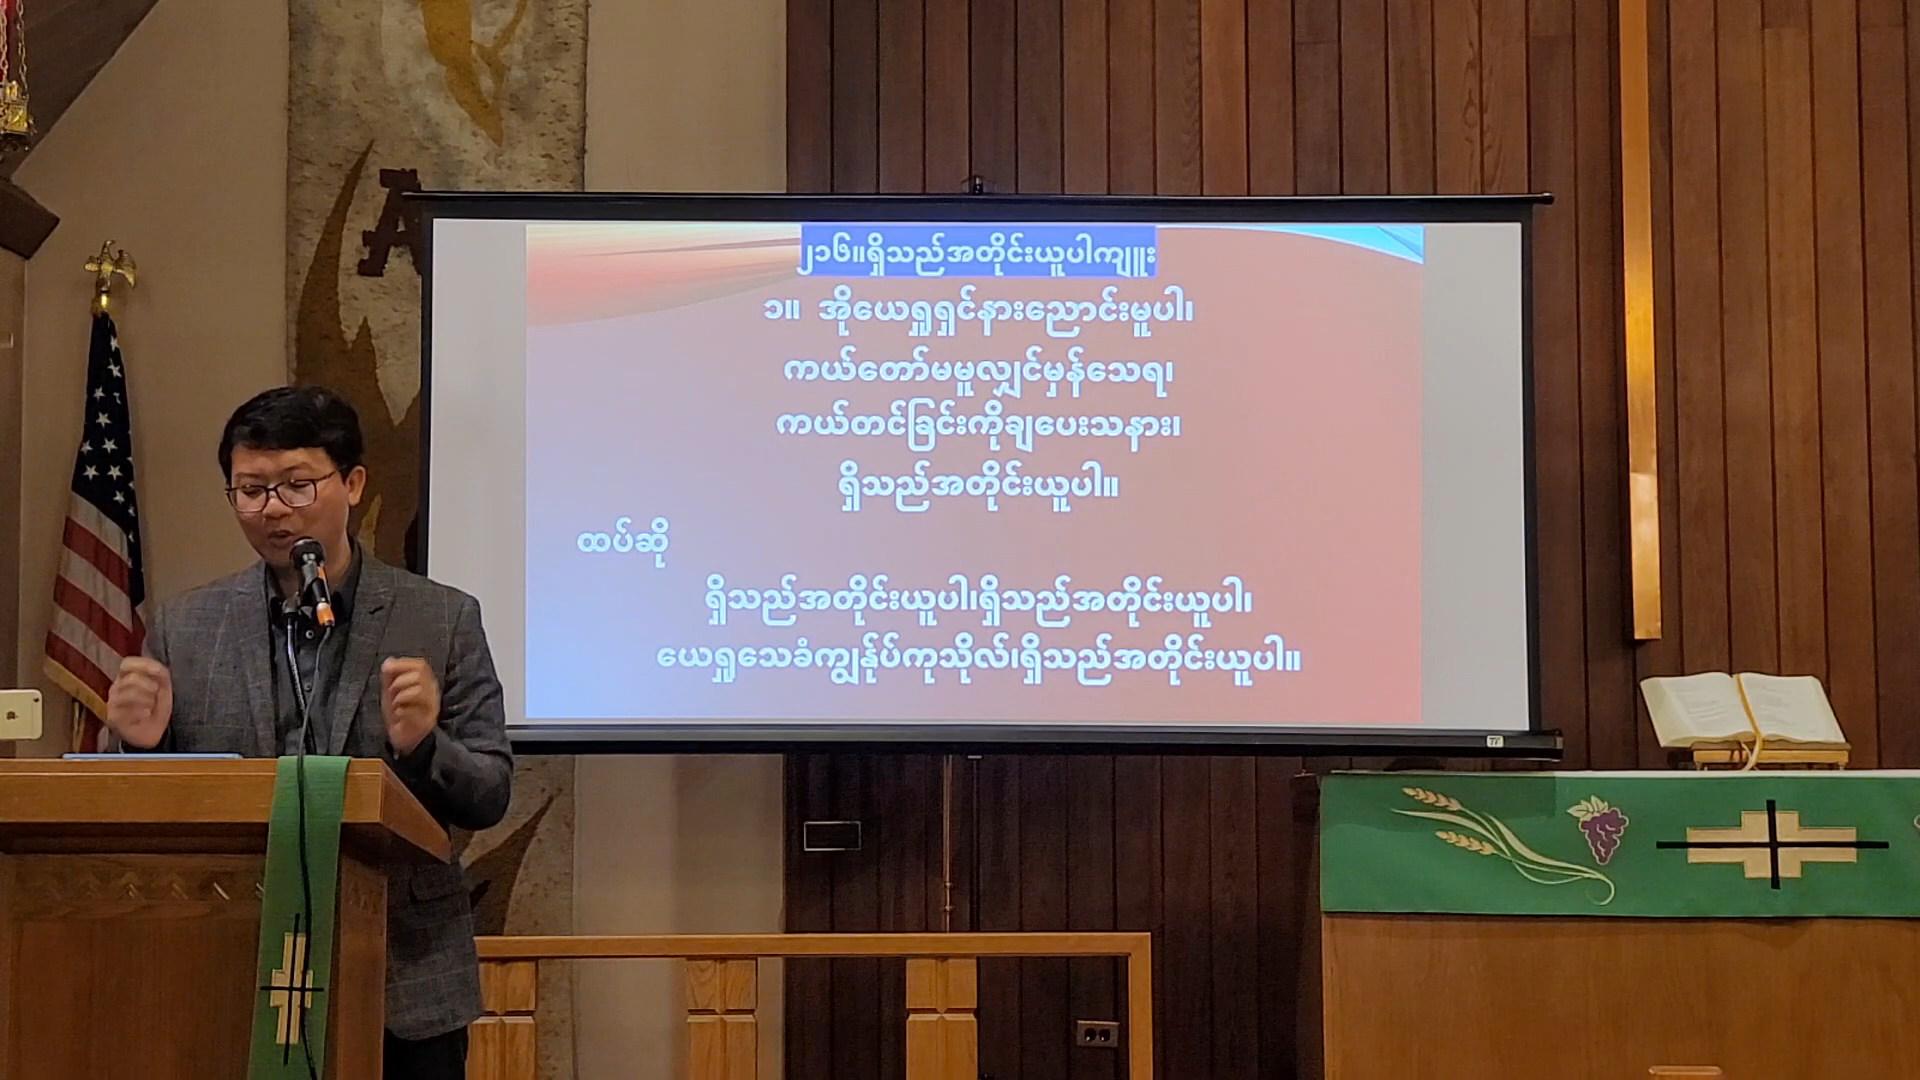 ၂၁၆။ရှိသည်အတိုင်းယူပါကျူး
၁။ အိုယေရှုရှင်နားညောင်းမူပါ၊
ကယ်တော်မမူလျှင်မှန်သေရ၊
ကယ်တင်ခြင်းကိုချပေးသနား၊
ရှိသည်အတိုင်းယူပါ။
ထပ်ဆို
ရှိသည်အတိုင်းယူပါ၊ရှိသည်အတိုင်းယူပါ၊
ယေရှုသေခံကျွန်ုပ်ကုသိုလ်၊ရှိသည်အတိုင်းယူပါ။